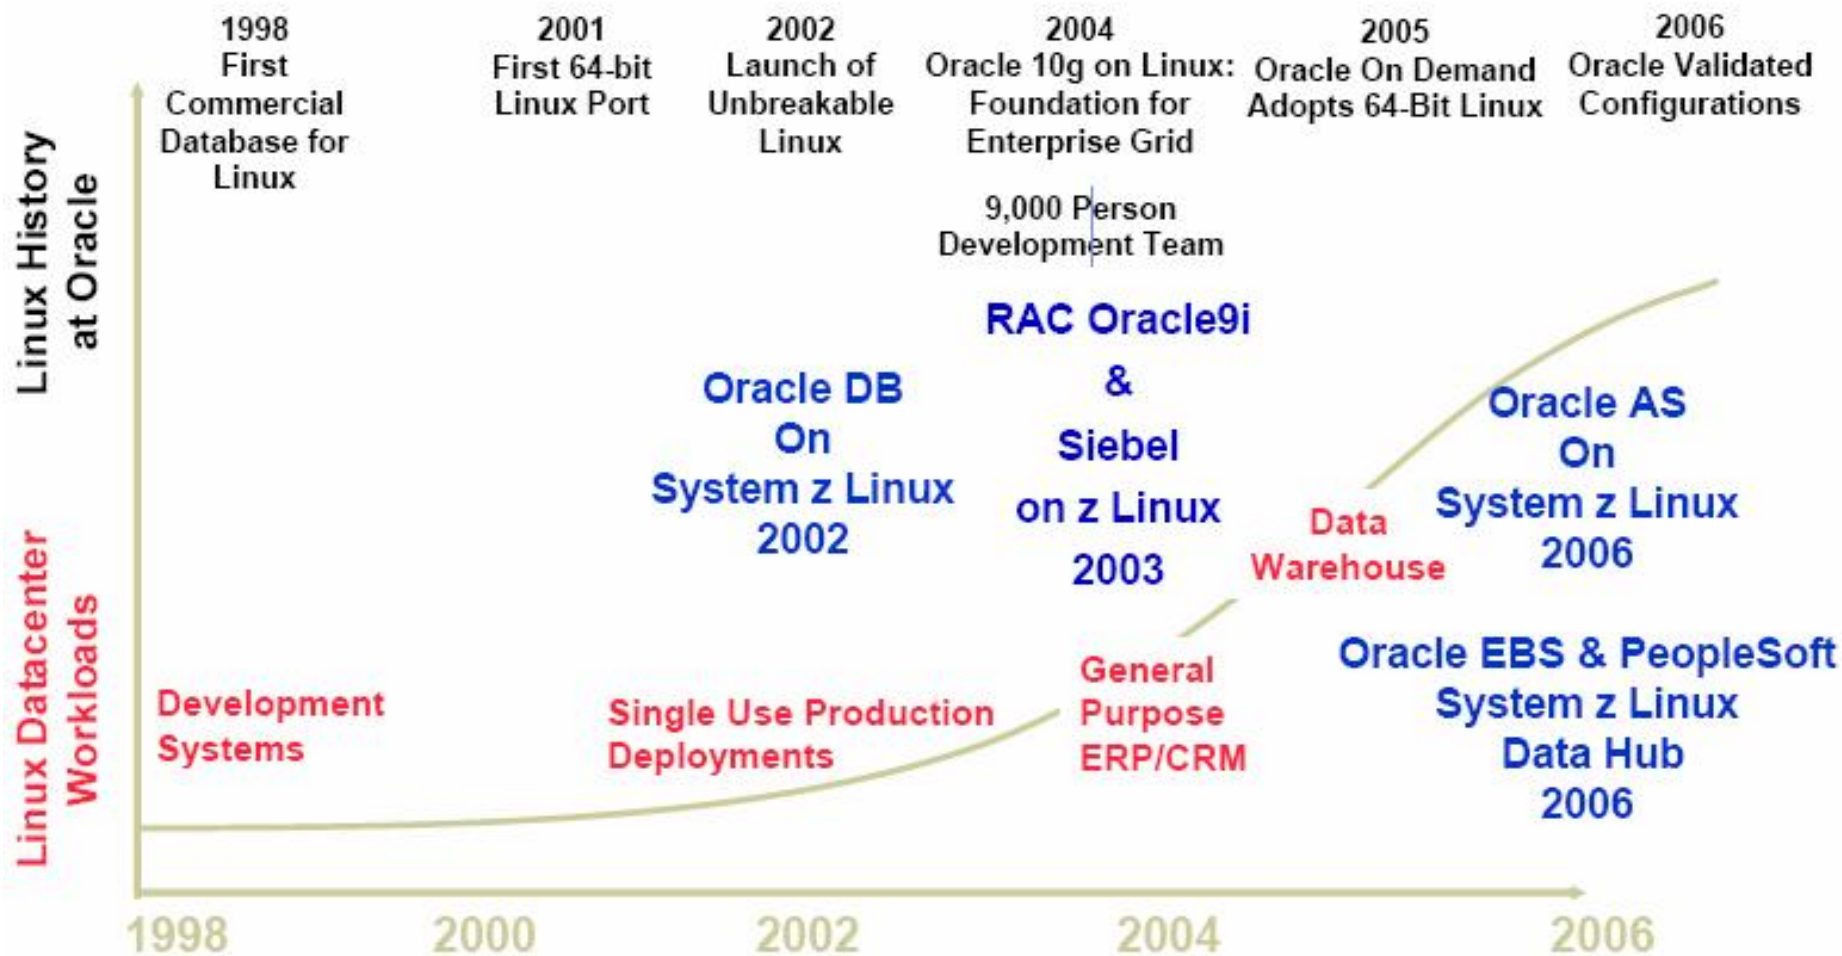 1998
First
Commercial
Database for
Linux
2001
First 64-bit
Linux Port
2002
Launch of
Unbreakable
Linux
2004
Oracle 10g on Linux:
Foundation for
Enterprise Grid
9,000 Person
Development Team
2005
Oracle On Demand
Adopts 64-Bit Linux
2006
Oracle Validated
Configurations
Linux History
at Oracle
Oracle DB
On
System z Linux
2002
RAC Oracle9i
&
Siebel
on z Linux
2003
Oracle AS
On
System z Linux
2006
Data
Warehouse
Linux Datacenter
Workloads
Development
Systems
Single Use Production
Deployments
General
Purpose
ERP/CRM
Oracle EBS & PeopleSoft
System z Linux
Data Hub
2006
1998
2000
2002
2004
2006